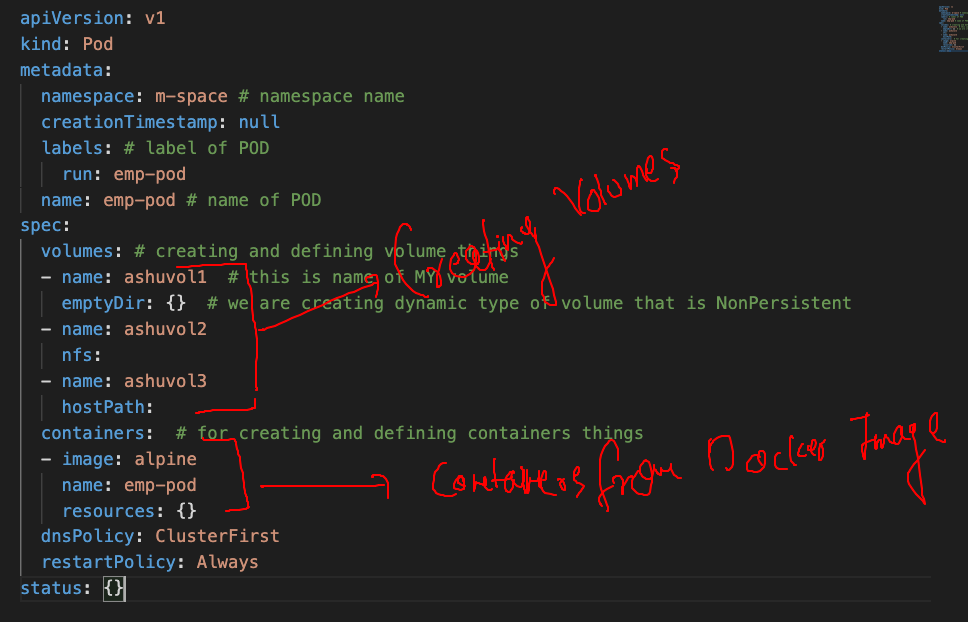 apiVersion: v1
kind: Pod
metadata:
  namespace: m-space # namespace name
  creationTimestamp: null
  labels: # label of POD
    run: emp-pod
  name: emp-pod # name of POD
spec:
  volumes: # creating and defining volume things
  - name: ashuvol1  # this is name of MY volume
    emptyDir: {}  # we are creating dynamic type of volume that is NonPersistent
  - name: ashuvol2
    nfs:
  - name: ashuvol3
    hostPath:
  containers:  # for creating and defining containers things
  - image: alpine
    name: emp-pod
    resources: {}
  dnsPolicy: ClusterFirst
  restartPolicy: Always
status: {}
Creating Volumes
Containers from Docker Image